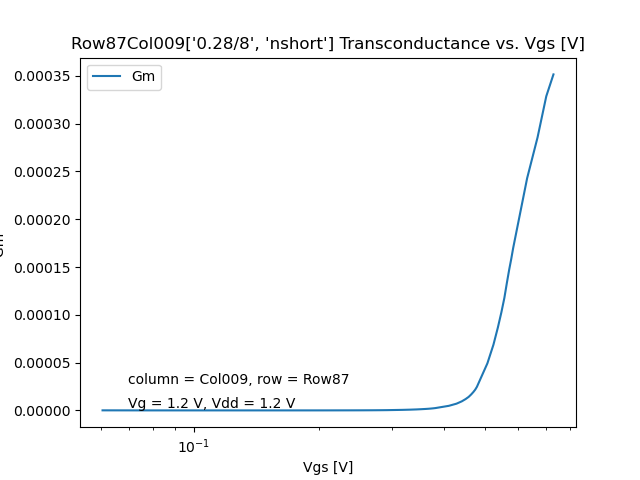 Row87Col009['0.28/8', 'nshort'] Transconductance vs. Vgs [V]
Gm
0.00035
0.00030
0.00025
0.00020
0.00015
0.00010
0.00005
0.00000
Gm
column = Col009, row = Row87
Vg = 1.2 V, Vdd = 1.2 V
10⁻¹
Vgs [V]